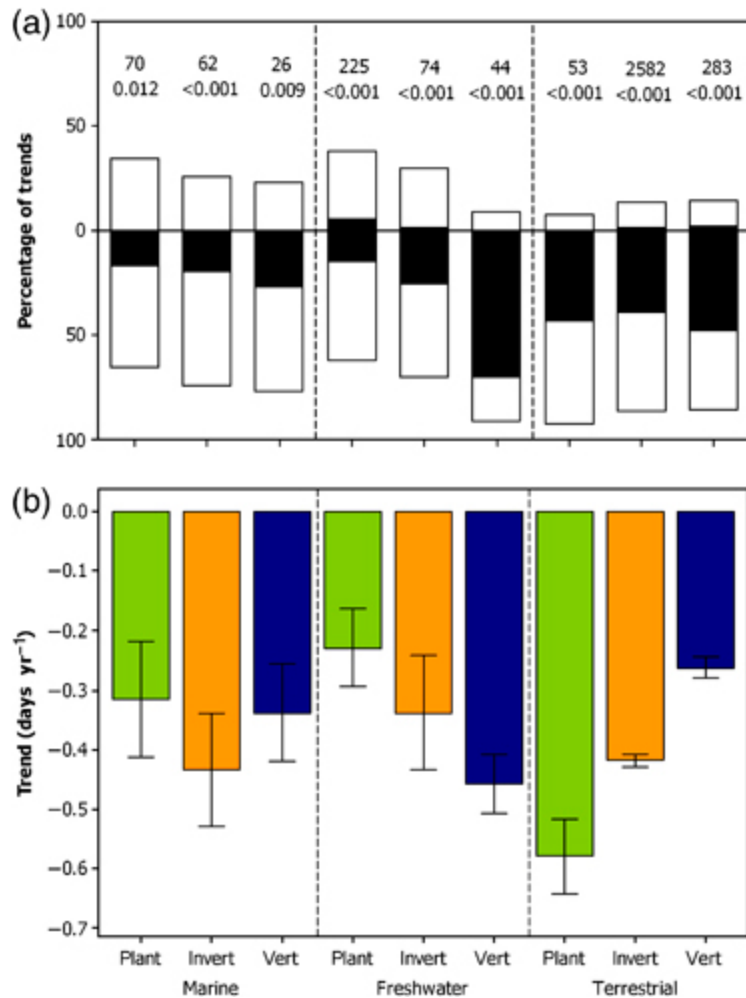 (a)
100
70 62 26 225 74 44 53 2582 283
0.012 <0.001 0.009 <0.001 <0.001 <0.001 <0.001 <0.001 <0.001
50
0
50
100
Percentage of trends
(b)
0.0
−0.1
−0.2
−0.3
−0.4
−0.5
−0.6
−0.7
Trend (days yr⁻¹)
Plant Invert Vert Plant Invert Vert Plant Invert Vert
Marine Freshwater Terrestrial